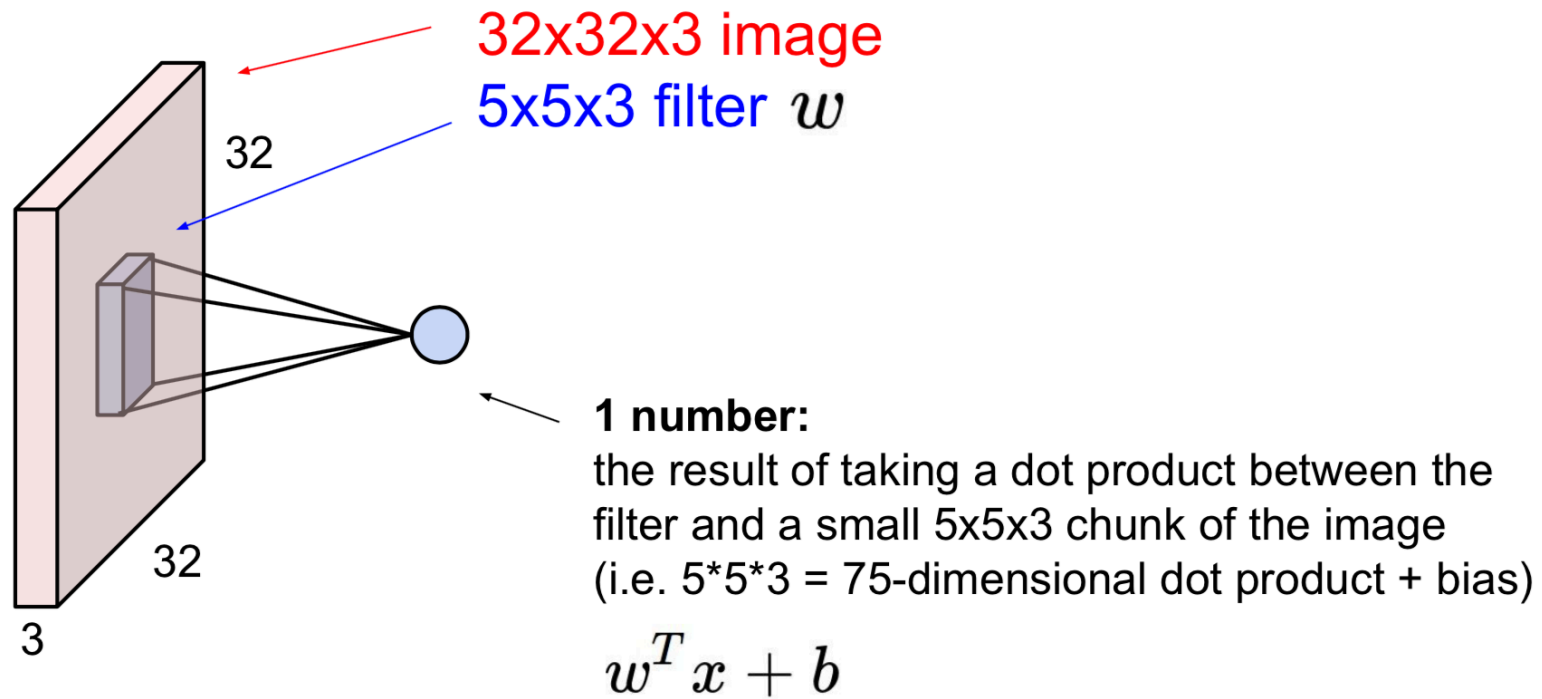 32x32x3 image
5x5x3 filter w
32
32
3
1 number:
the result of taking a dot product between the
filter and a small 5x5x3 chunk of the image
(i.e. 5*5*3 = 75-dimensional dot product + bias)
w^T x + b